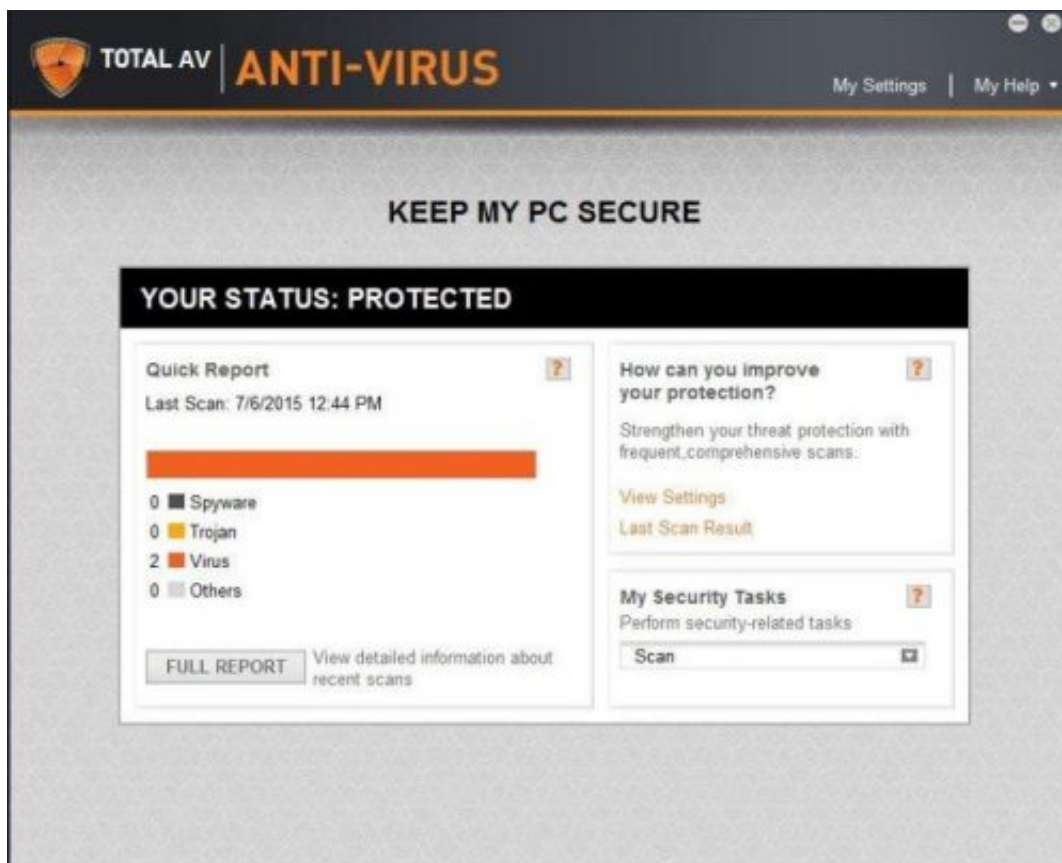 TOTAL AV
ANTI-VIRUS
My Settings | My Help
KEEP MY PC SECURE
YOUR STATUS: PROTECTED
Quick Report
?
Last Scan: 7/6/2015 12:44 PM
0 Spyware
0 Trojan
2 Virus
0 Others
FULL REPORT
View detailed information about
recent scans
How can you improve
your protection?
?
Strengthen your threat protection with
frequent,comprehensive scans.
View Settings
Last Scan Result
My Security Tasks
?
Perform security-related tasks
Scan